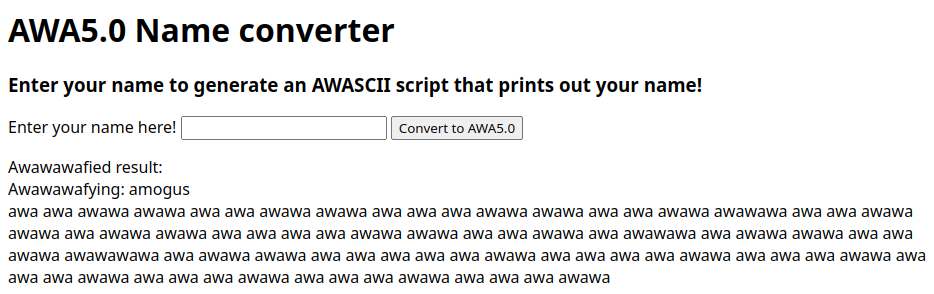 AWA5.0 Name converter
Enter your name to generate an AWASCII script that prints out your name!
Enter your name here! Convert to AWA5.0
Awawawafied result:
Awawawafying: amogus
awa awa awawa awawa awa awa awawa awawa awa awa awa awawa awawa awa awa awawa awawawa awa awa awawa
awawa awa awawa awawa awa awa awa awa awawa awawa awa awa awawa awa awawawa awa awawa awawa awa awa
awawa awawawawa awa awawa awawa awa awa awa awa awa awawa awa awa awa awa awawa awa awa awa awawa awa
awa awa awawa awa awa awa awawa awa awa awa awawa awa awa awa awawa